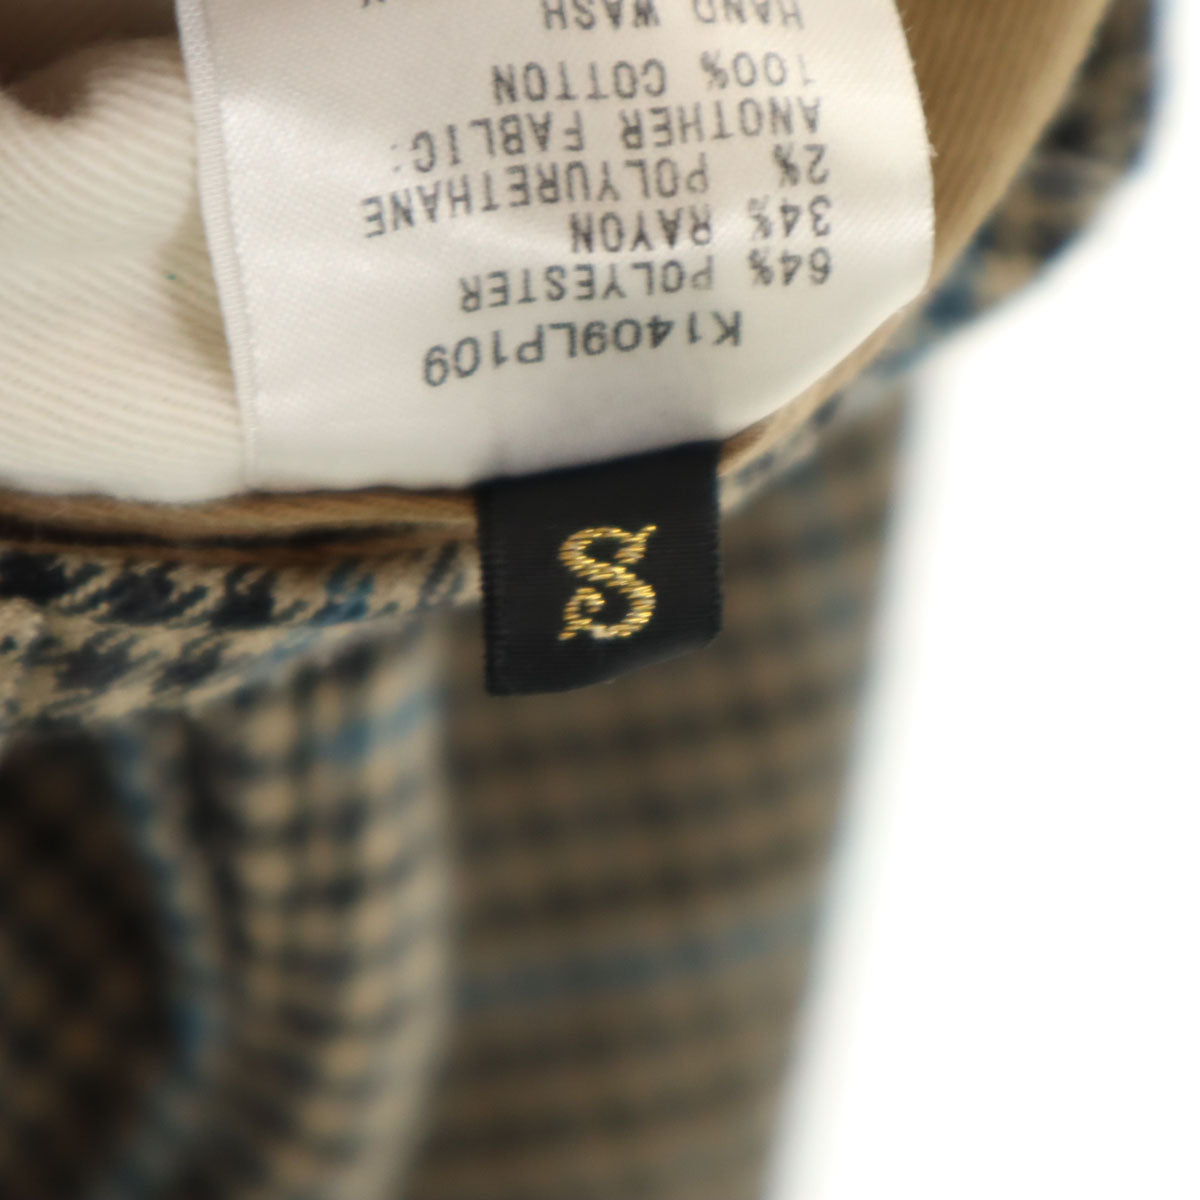 K1409LP109
64% POLYESTER
34% RAYON
2% POLYURETHANE
ANOTHER FABLIC:
100% COTTON
HAND WASH
S